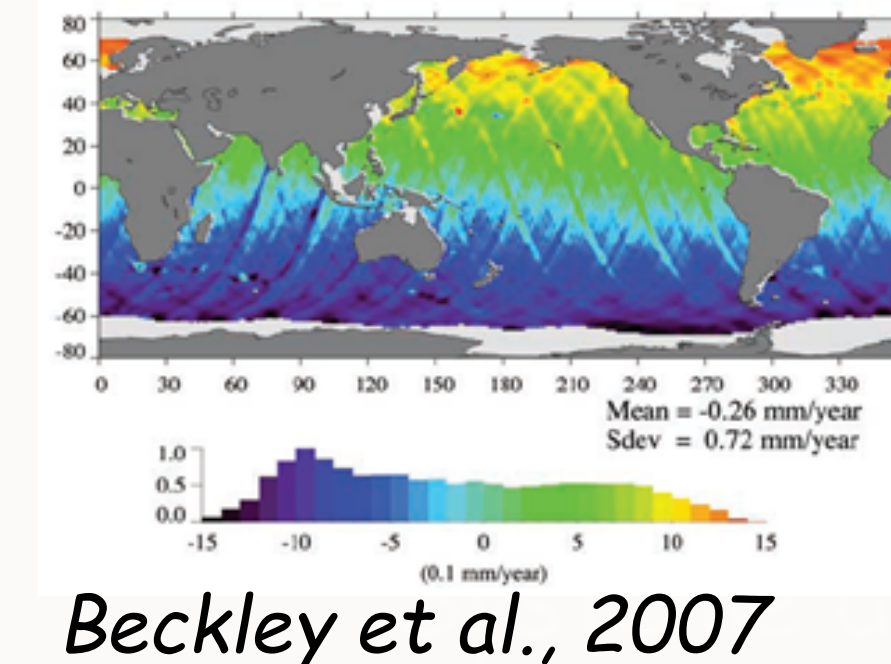 80
60
40
20
0
-20
-40
-60
-80
0 30 60 90 120 150 180 210 240 270 300 330
Mean = -0.26 mm/year
Sdev = 0.72 mm/year
1.0
0.5
0.0
-15 -10 -5 0 5 10 15
(0.1 mm/year)
Beckley et al., 2007